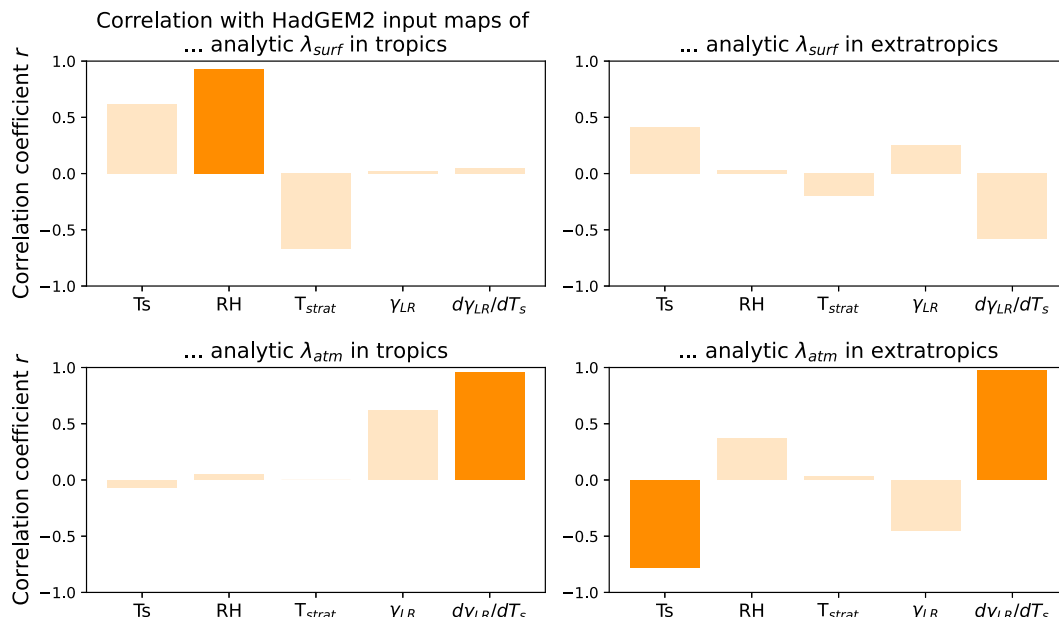 Correlation with HadGEM2 input maps of
... analytic λsurf in tropics
... analytic λsurf in extratropics
Correlation coefficient r
1.0
0.5
0.0
−0.5
−1.0
Ts RH Tstrat γLR dγLR/dTs
1.0
0.5
0.0
−0.5
−1.0
Ts RH Tstrat γLR dγLR/dTs
... analytic λatm in tropics
... analytic λatm in extratropics
Correlation coefficient r
1.0
0.5
0.0
−0.5
−1.0
Ts RH Tstrat γLR dγLR/dTs
1.0
0.5
0.0
−0.5
−1.0
Ts RH Tstrat γLR dγLR/dTs